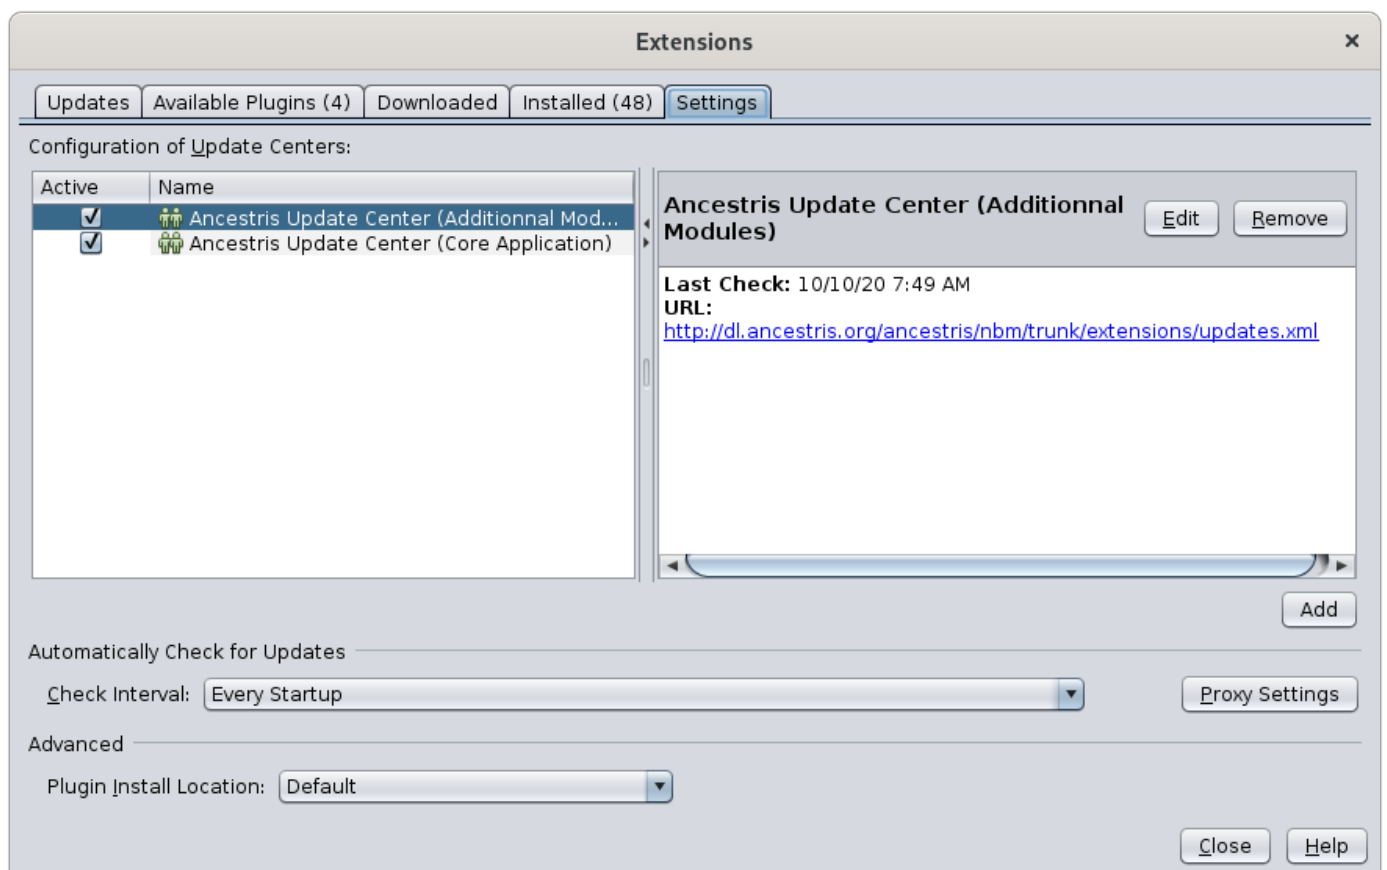 Extensions
Updates Available Plugins (4) Downloaded Installed (48) Settings
Configuration of Update Centers:
Active Name
Ancestris Update Center (Additionnal Mod...
Ancestris Update Center (Core Application)
Ancestris Update Center (Additionnal
Modules)
Edit Remove
Last Check: 10/10/20 7:49 AM
URL:
http://dl.ancestris.org/ancestris/nbm/trunk/extensions/updates.xml
Add
Automatically Check for Updates
Check Interval: Every Startup Proxy Settings
Advanced
Plugin Install Location: Default
Close Help